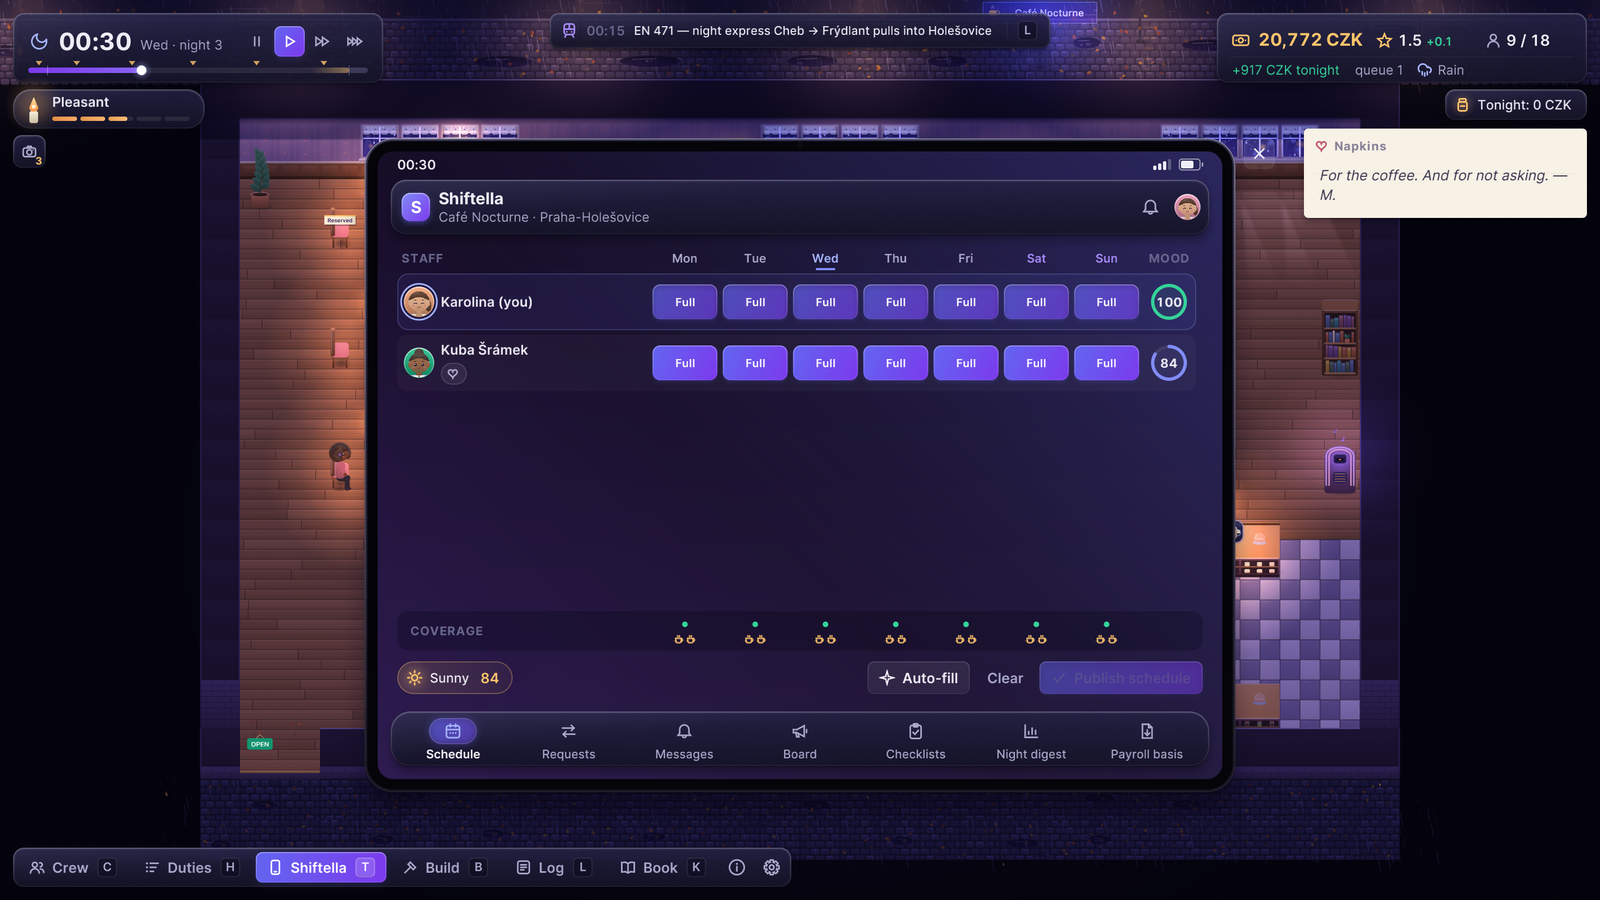 Café Nocturne
00:30 Wed · night 3
00:15 EN 471 — night express Cheb → Frýdlant pulls into Holešovice L
20,772 CZK 1.5 +0.1 9 / 18
+917 CZK tonight queue 1 Rain
Pleasant
3
Tonight: 0 CZK
Napkins
For the coffee. And for not asking. —
M.
Reserved
OPEN
00:30
S
Shiftella
Café Nocturne · Praha-Holešovice
STAFF Mon Tue Wed Thu Fri Sat Sun MOOD
Karolina (you) Full Full Full Full Full Full Full 100
Kuba Šrámek Full Full Full Full Full Full Full 84
COVERAGE
Sunny 84 Auto-fill Clear Publish schedule
Schedule Requests Messages Board Checklists Night digest Payroll basis
Crew C Duties H Shiftella T Build B Log L Book K